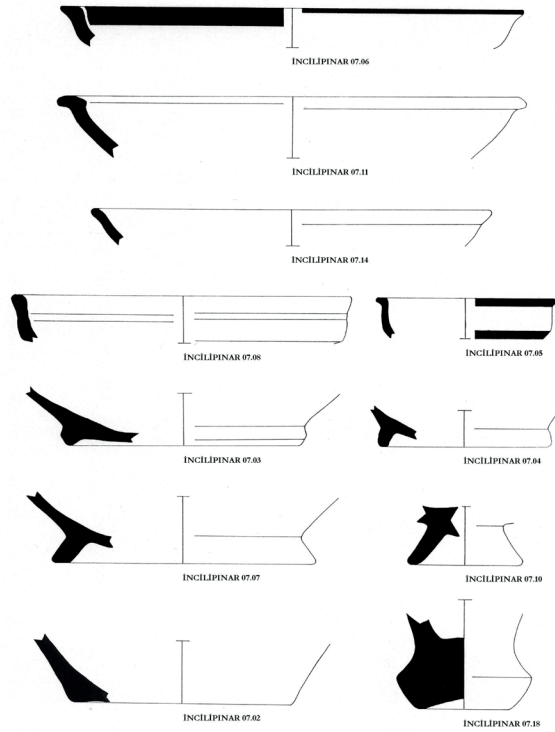 İNCİLİPINAR 07.06
İNCİLİPINAR 07.11
İNCİLİPINAR 07.14
İNCİLİPINAR 07.08
İNCİLİPINAR 07.05
İNCİLİPINAR 07.03
İNCİLİPINAR 07.04
İNCİLİPINAR 07.07
İNCİLİPINAR 07.10
İNCİLİPINAR 07.02
İNCİLİPINAR 07.18